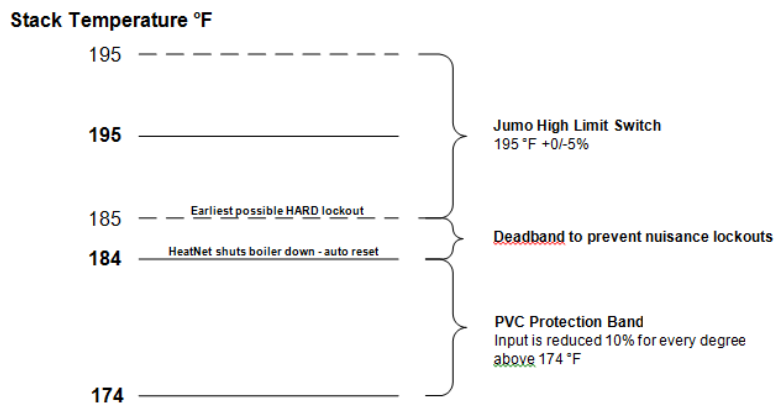 Stack Temperature °F
195
195
Jumo High Limit Switch
195 °F +0/-5%
185
Earliest possible HARD lockout
Deadband to prevent nuisance lockouts
184
HeatNet shuts boiler down - auto reset
PVC Protection Band
Input is reduced 10% for every degree
above 174 °F
174